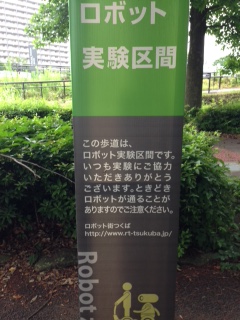 ロボット
実験区間
この歩道は、
ロボット実験区間です。
いつも実験にご協力
いただきありがとう
ございます。ときどき
ロボットが通ることが
ありますのでご注意ください。
ロボット街つくば
http://www.rt-tsukuba.jp/
Robot